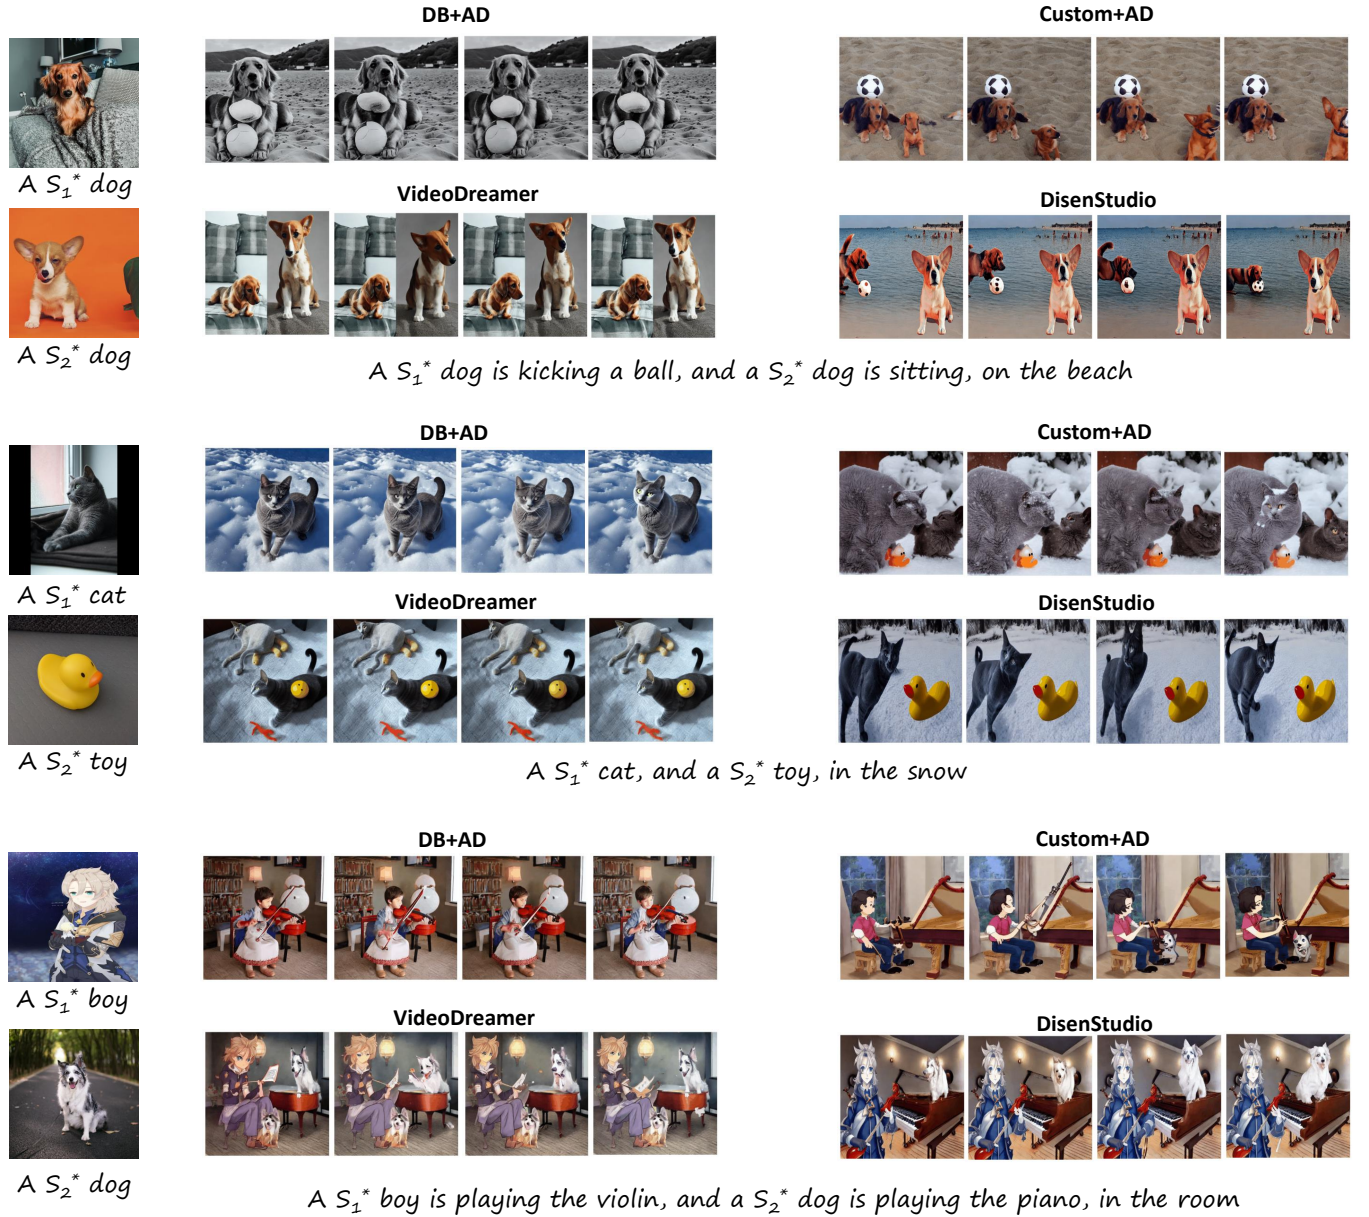 DB+AD
Custom+AD
A S₁* dog
VideoDreamer
DisenStudio
A S₂* dog
A S₁* dog is kicking a ball, and a S₂* dog is sitting, on the beach
DB+AD
Custom+AD
A S₁* cat
VideoDreamer
DisenStudio
A S₂* toy
A S₁* cat, and a S₂* toy, in the snow
DB+AD
Custom+AD
A S₁* boy
VideoDreamer
DisenStudio
A S₂* dog
A S₁* boy is playing the violin, and a S₂* dog is playing the piano, in the room